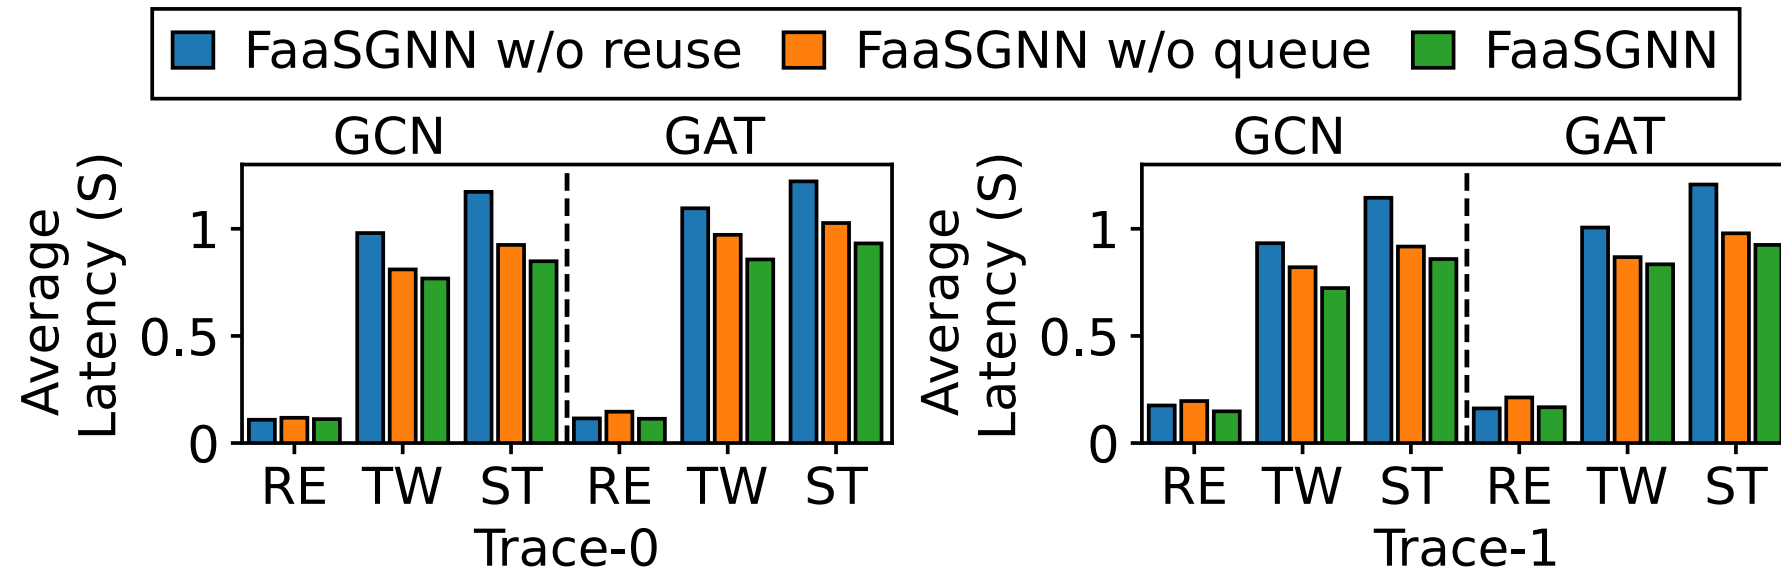 FaaSGNN w/o reuse FaaSGNN w/o queue FaaSGNN
GCN GAT
Average
Latency (S)
1
0.5
0
RE TW ST RE TW ST
Trace-0
GCN GAT
Average
Latency (S)
1
0.5
0
RE TW ST RE TW ST
Trace-1